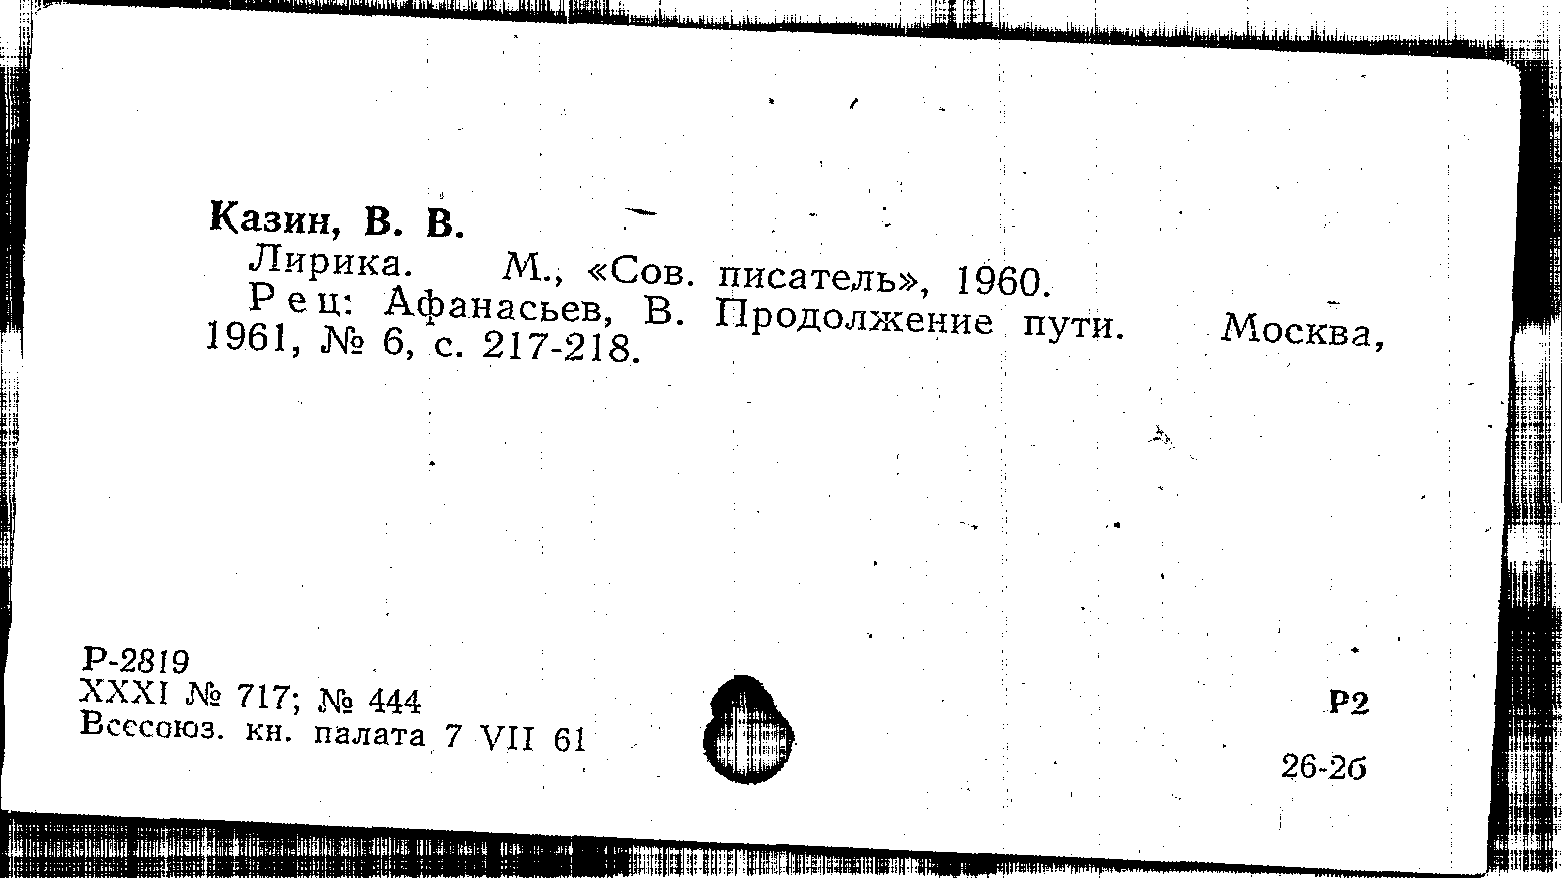 Казин, В. В.
Лирика. М., «Сов. писатель», 1960.
Рец: Афанасьев, В. Продолжение пути. Москва,
1961, № 6, с. 217-218.
Р-2819
XXXI № 717; № 444
Всесоюз. кн. палата 7 VII 61
Р2
26-2б